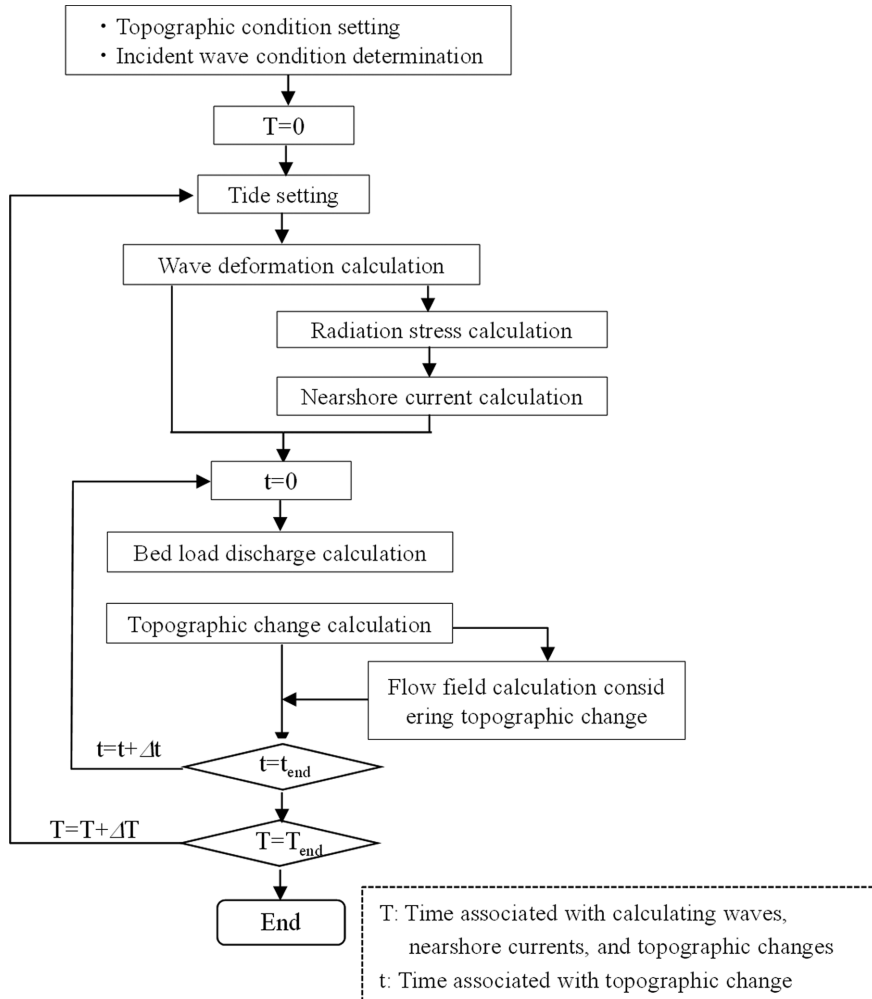 ・ Topographic condition setting
・ Incident wave condition determination
T=0
Tide setting
Wave deformation calculation
Radiation stress calculation
Nearshore current calculation
t=0
Bed load discharge calculation
Topographic change calculation
Flow field calculation consid
ering topographic change
t=t+Δt
t=tend
T=T+ΔT
T=Tend
End
T: Time associated with calculating waves,
nearshore currents, and topographic changes
t: Time associated with topographic change